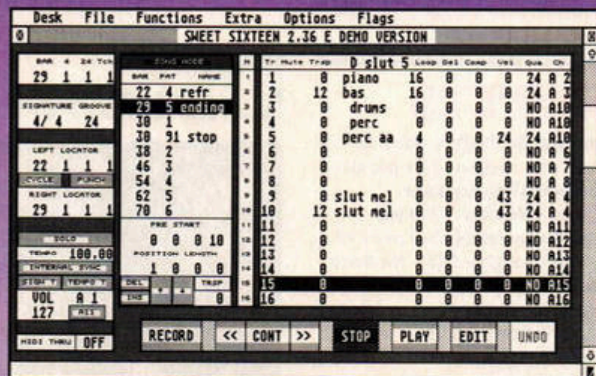 Desk File Functions Extra Options Flags
SWEET SIXTEEN 2.36 E DEMO VERSION
BAR 4 24 Tck
29 1 1 1
SIGNATURE GROOVE
4/ 4 24
LEFT LOCATOR
22 1 1 1
CYCLE PUNCH
RIGHT LOCATOR
29 1 1 1
SOLO
TEMPO 100.00
INTERNAL SYNC
SIGN T TEMPO T
VOL A 1
127 All
MIDI THRU OFF
SONG MODE
BAR PAT NAME
22 4 refr
29 5 ending
30 1
30 91 stop
38 2
46 3
54 4
62 5
70 6
PRE START
0 0 0 10
POSITION LENGTH
1 0 0 0
DEL TRSP
INS 0
Tr Mute Trsp D slut 5 Loop Del Comp Vel Qua Ch
1 0 piano 16 0 0 0 24 A 2
2 12 bas 16 0 0 0 24 A 3
3 0 drums 0 0 0 0 NO A10
4 0 perc 0 0 0 0 NO A10
5 0 perc aa 4 0 0 24 24 A10
6 0 0 0 0 0 NO A 6
7 0 0 0 0 0 NO A 7
8 0 0 0 0 0 NO A 8
9 0 slut mel 0 0 0 43 24 A 4
10 12 slut mel 0 0 0 43 24 A 4
11 0 0 0 0 0 NO A11
12 0 0 0 0 0 NO A12
13 0 0 0 0 0 NO A13
14 0 0 0 0 0 NO A14
15 0 0 0 0 0 NO A15
16 0 0 0 0 0 NO A16
RECORD << CONT >> STOP PLAY EDIT UNDO